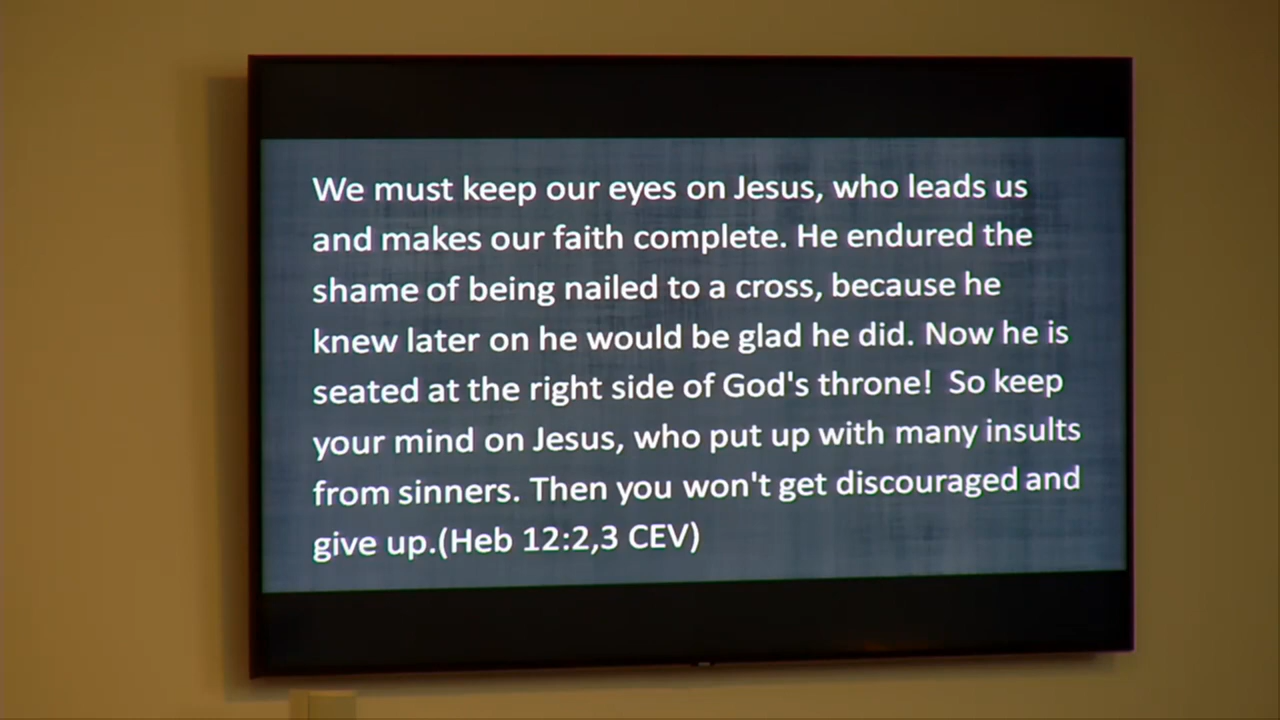 We must keep our eyes on Jesus, who leads us
and makes our faith complete. He endured the
shame of being nailed to a cross, because he
knew later on he would be glad he did. Now he is
seated at the right side of God's throne!  So keep
your mind on Jesus, who put up with many insults
from sinners. Then you won't get discouraged and
give up.(Heb 12:2,3 CEV)